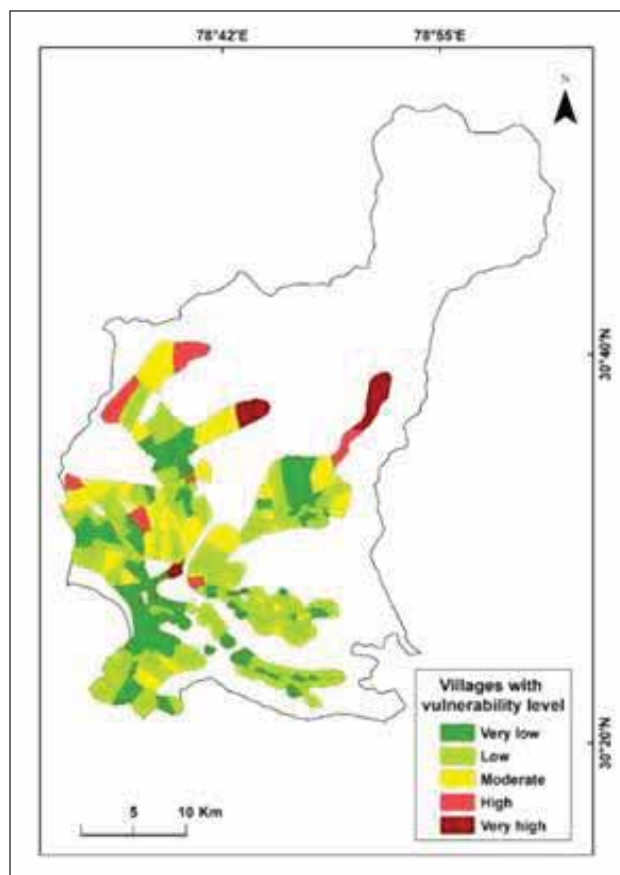 78°42'E 78°55'E
N
30°40'N
Villages with
vulnerability level
Very low
Low
Moderate
High
Very high
30°20'N
5 10 Km